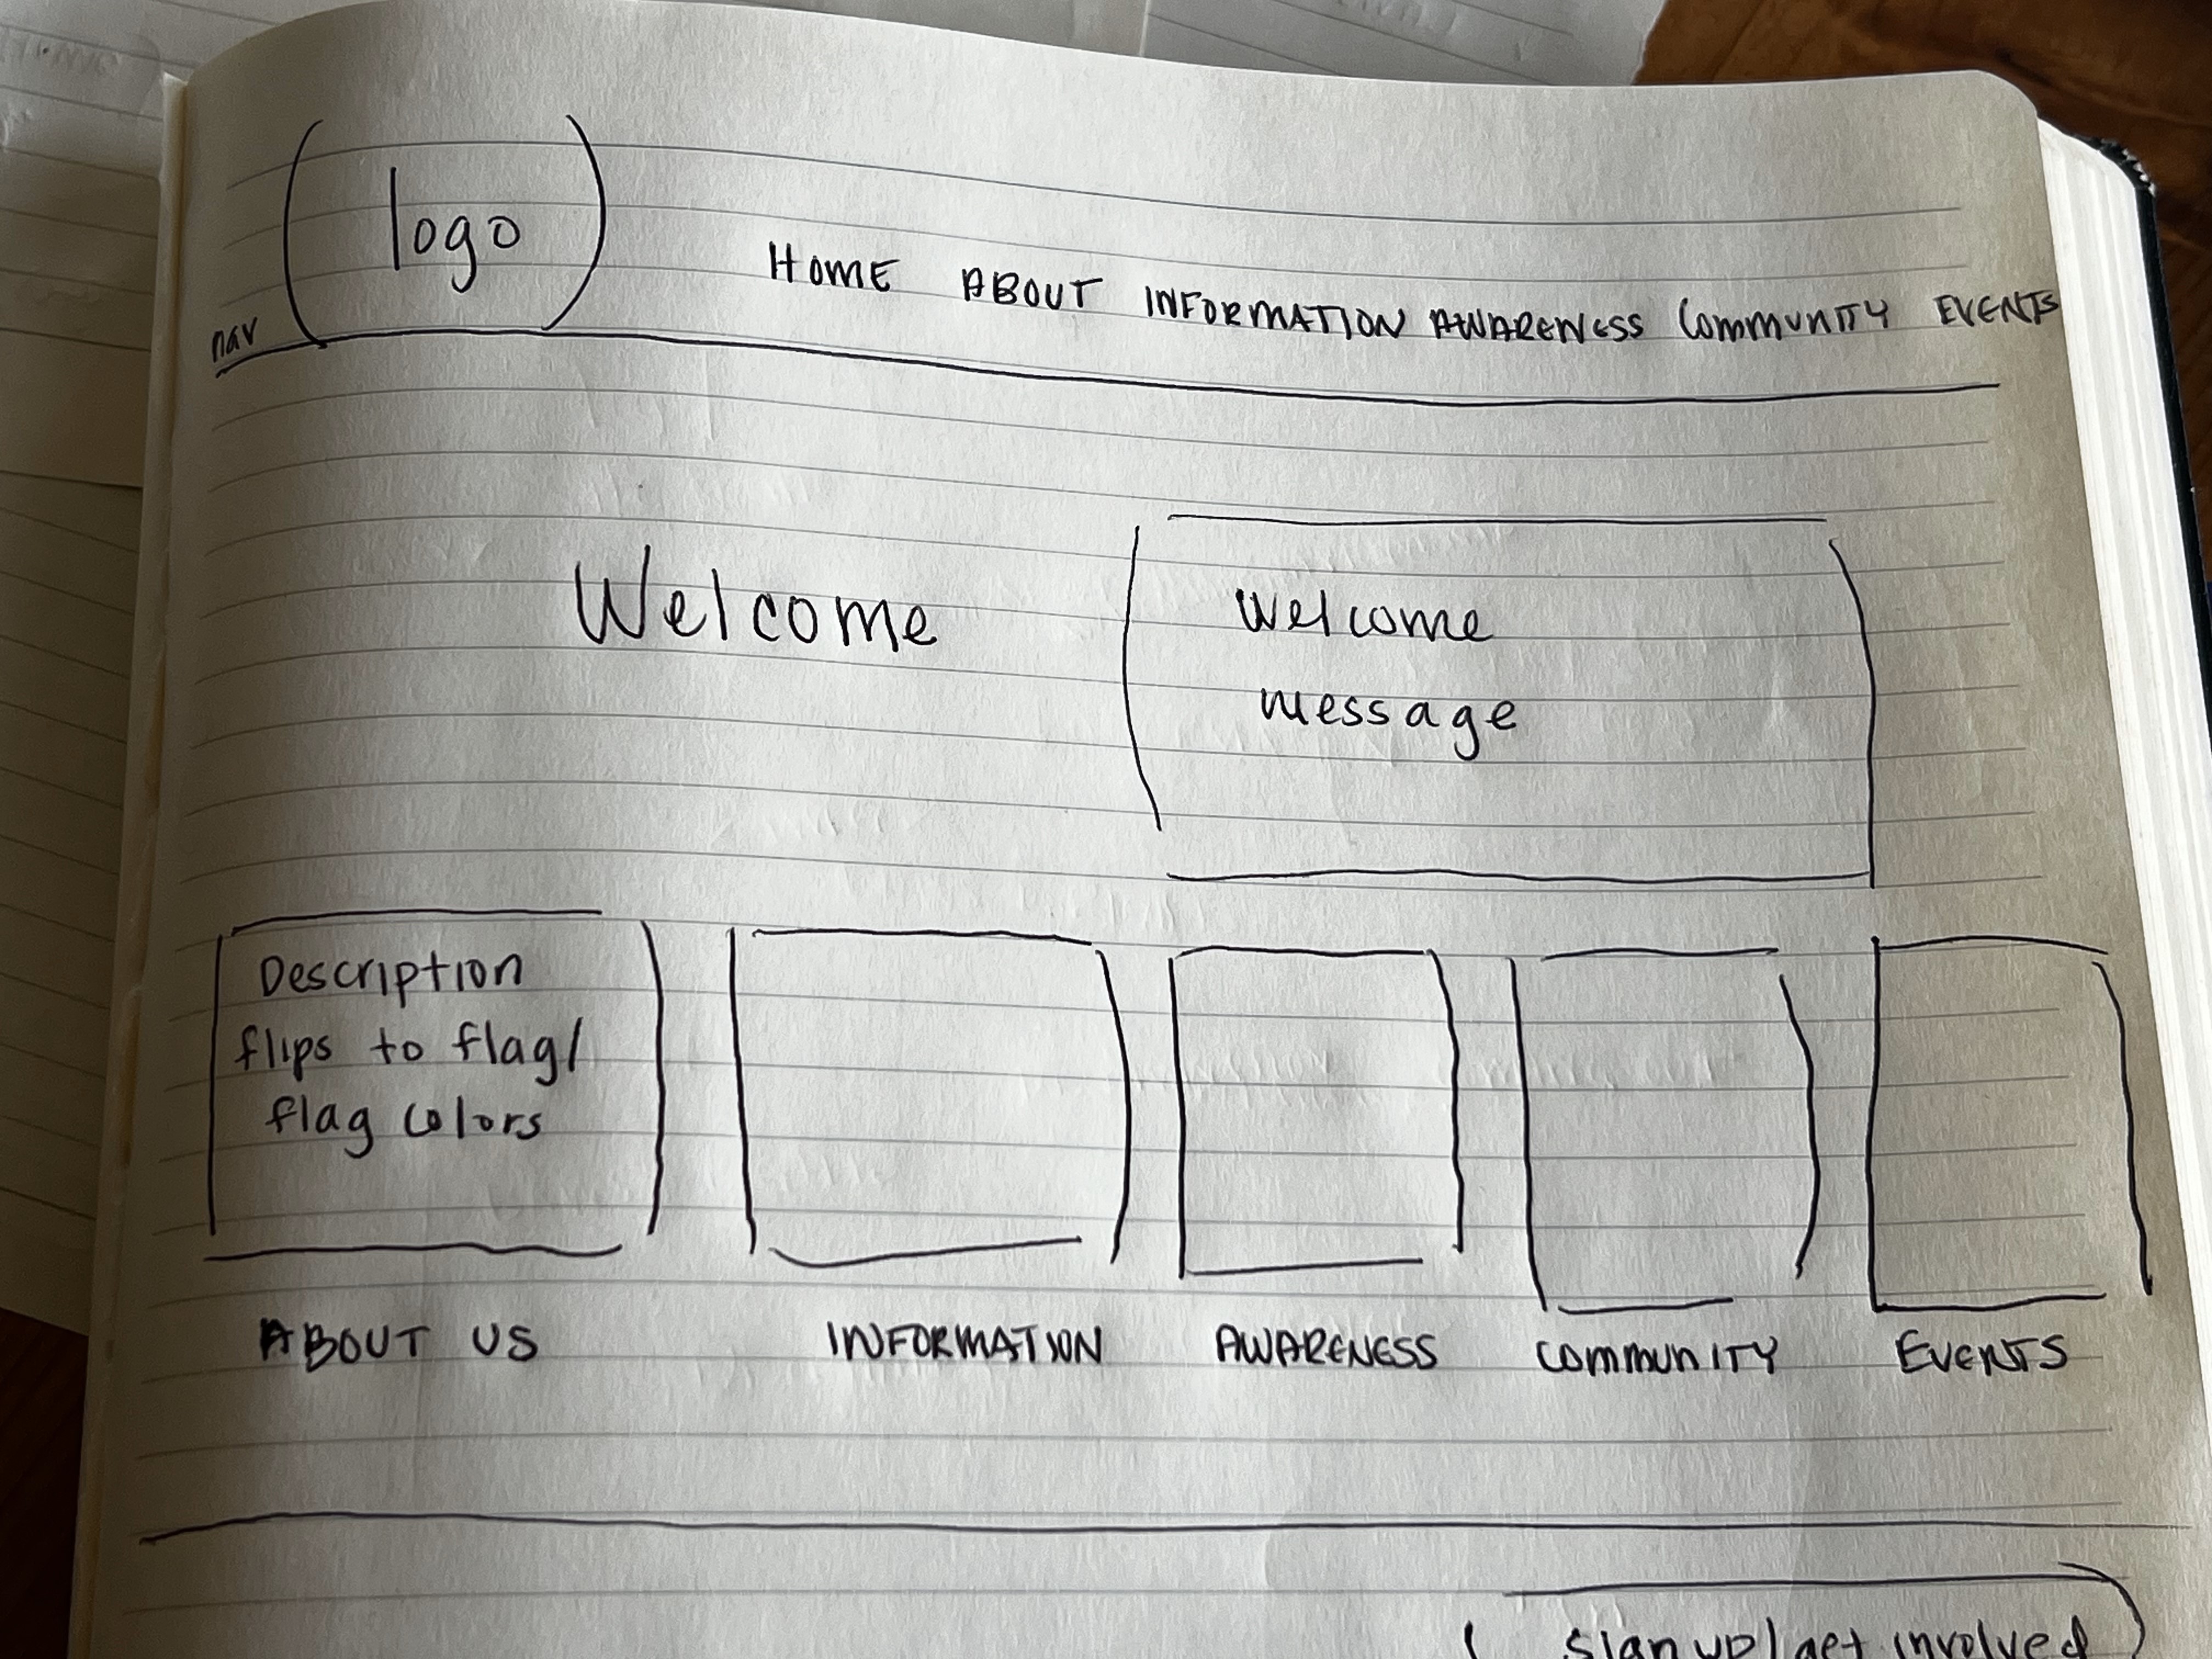 logo
nav
HOME ABOUT INFORMATION AWARENESS COMMUNITY EVENTS
Welcome
Welcome
message
Description
flips to flag/
flag colors
ABOUT US
INFORMATION
AWARENESS
COMMUNITY
EVENTS
sign up/get involved